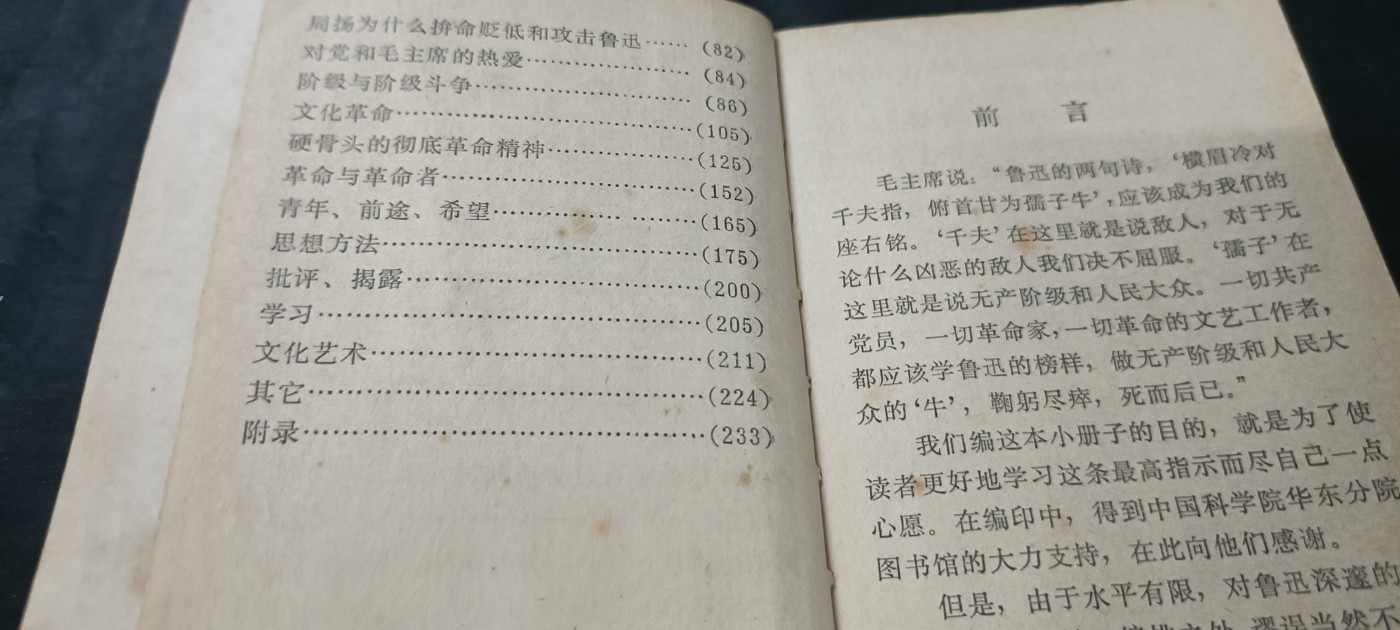 周扬为什么拚命贬低和攻击鲁迅……（82）
对党和毛主席的热爱…………………（84）
阶级与阶级斗争………………………（86）
文化革命………………………………（105）
硬骨头的彻底革命精神………………（125）
革命与革命者…………………………（152）
青年、前途、希望…………… ………（165）
思想方法………………………………（175）
批评、揭露……………………………（200）
学习……………………………………（205）
文化艺术………………………………（211）
其它……………………………………（224）
附录……………………………………（233）
前 言
毛主席说：“鲁迅的两句诗，‘横眉冷对
千夫指，俯首甘为孺子牛’，应该成为我们的
座右铭。‘千夫’在这里就是说敌人，对于无
论什么凶恶的敌人我们决不屈服。‘孺子’在
这里就是说无产阶级和人民大众。一切共产
党员，一切革命家，一切革命的文艺工作者，
都应该学鲁迅的榜样，做无产阶级和人民大
众的‘牛’，鞠躬尽瘁，死而后已。”
我们编这本小册子的目的，就是为了使
读者更好地学习这条最高指示而尽自己一点
心愿。在编印中，得到中国科学院华东分院
图书馆的大力支持，在此向他们感谢。
但是，由于水平有限，对鲁迅深邃的
之处，谬误当然不